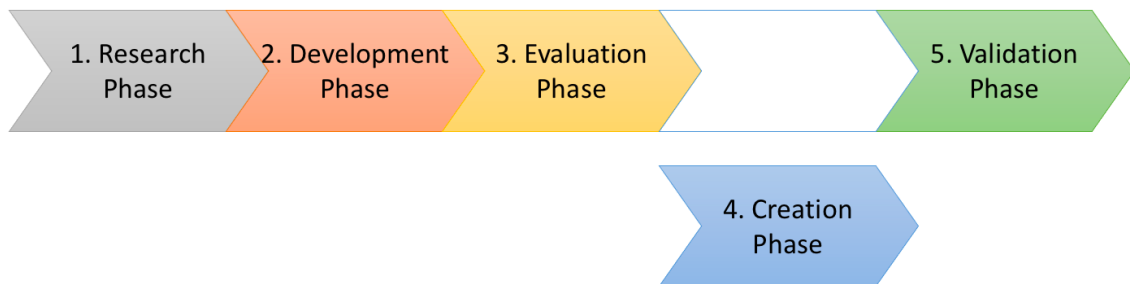 1. Research
Phase
2. Development
Phase
3. Evaluation
Phase
5. Validation
Phase
4. Creation
Phase